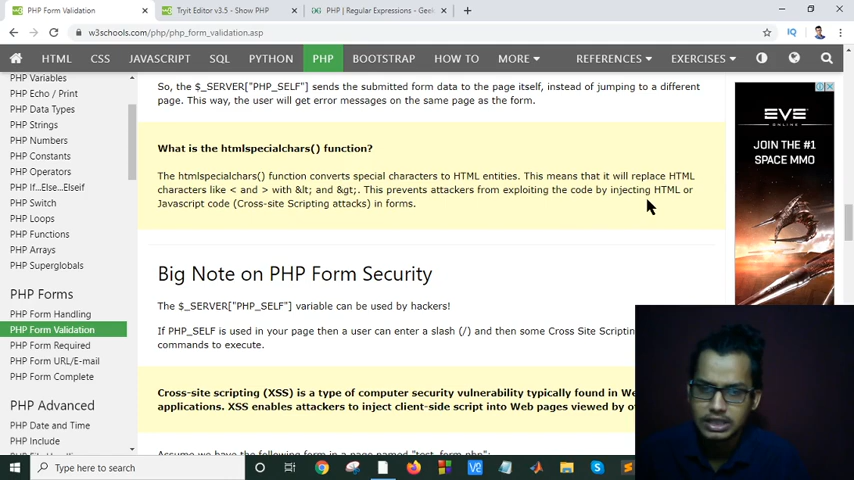 PHP Form Validation
Tryit Editor v3.5 - Show PHP
PHP | Regular Expressions - Geek
w3schools.com/php/php_form_validation.asp
HTML CSS JAVASCRIPT SQL PYTHON PHP BOOTSTRAP HOW TO MORE REFERENCES EXERCISES
PHP Variables
PHP Echo / Print
PHP Data Types
PHP Strings
PHP Numbers
PHP Constants
PHP Operators
PHP If...Else...Elseif
PHP Switch
PHP Loops
PHP Functions
PHP Arrays
PHP Superglobals
PHP Forms
PHP Form Handling
PHP Form Validation
PHP Form Required
PHP Form URL/E-mail
PHP Form Complete
PHP Advanced
PHP Date and Time
PHP Include
So, the $_SERVER["PHP_SELF"] sends the submitted form data to the page itself, instead of jumping to a different
page. This way, the user will get error messages on the same page as the form.
What is the htmlspecialchars() function?
The htmlspecialchars() function converts special characters to HTML entities. This means that it will replace HTML
characters like < and > with &lt; and &gt;. This prevents attackers from exploiting the code by injecting HTML or
Javascript code (Cross-site Scripting attacks) in forms.
Big Note on PHP Form Security
The $_SERVER["PHP_SELF"] variable can be used by hackers!
If PHP_SELF is used in your page then a user can enter a slash (/) and then some Cross Site Scripting
commands to execute.
Cross-site scripting (XSS) is a type of computer security vulnerability typically found in We
applications. XSS enables attackers to inject client-side script into Web pages viewed by o
Assume we have the following form in a page named "test_form.php":
EVE
ONLINE
JOIN THE #1
SPACE MMO
Type here to search